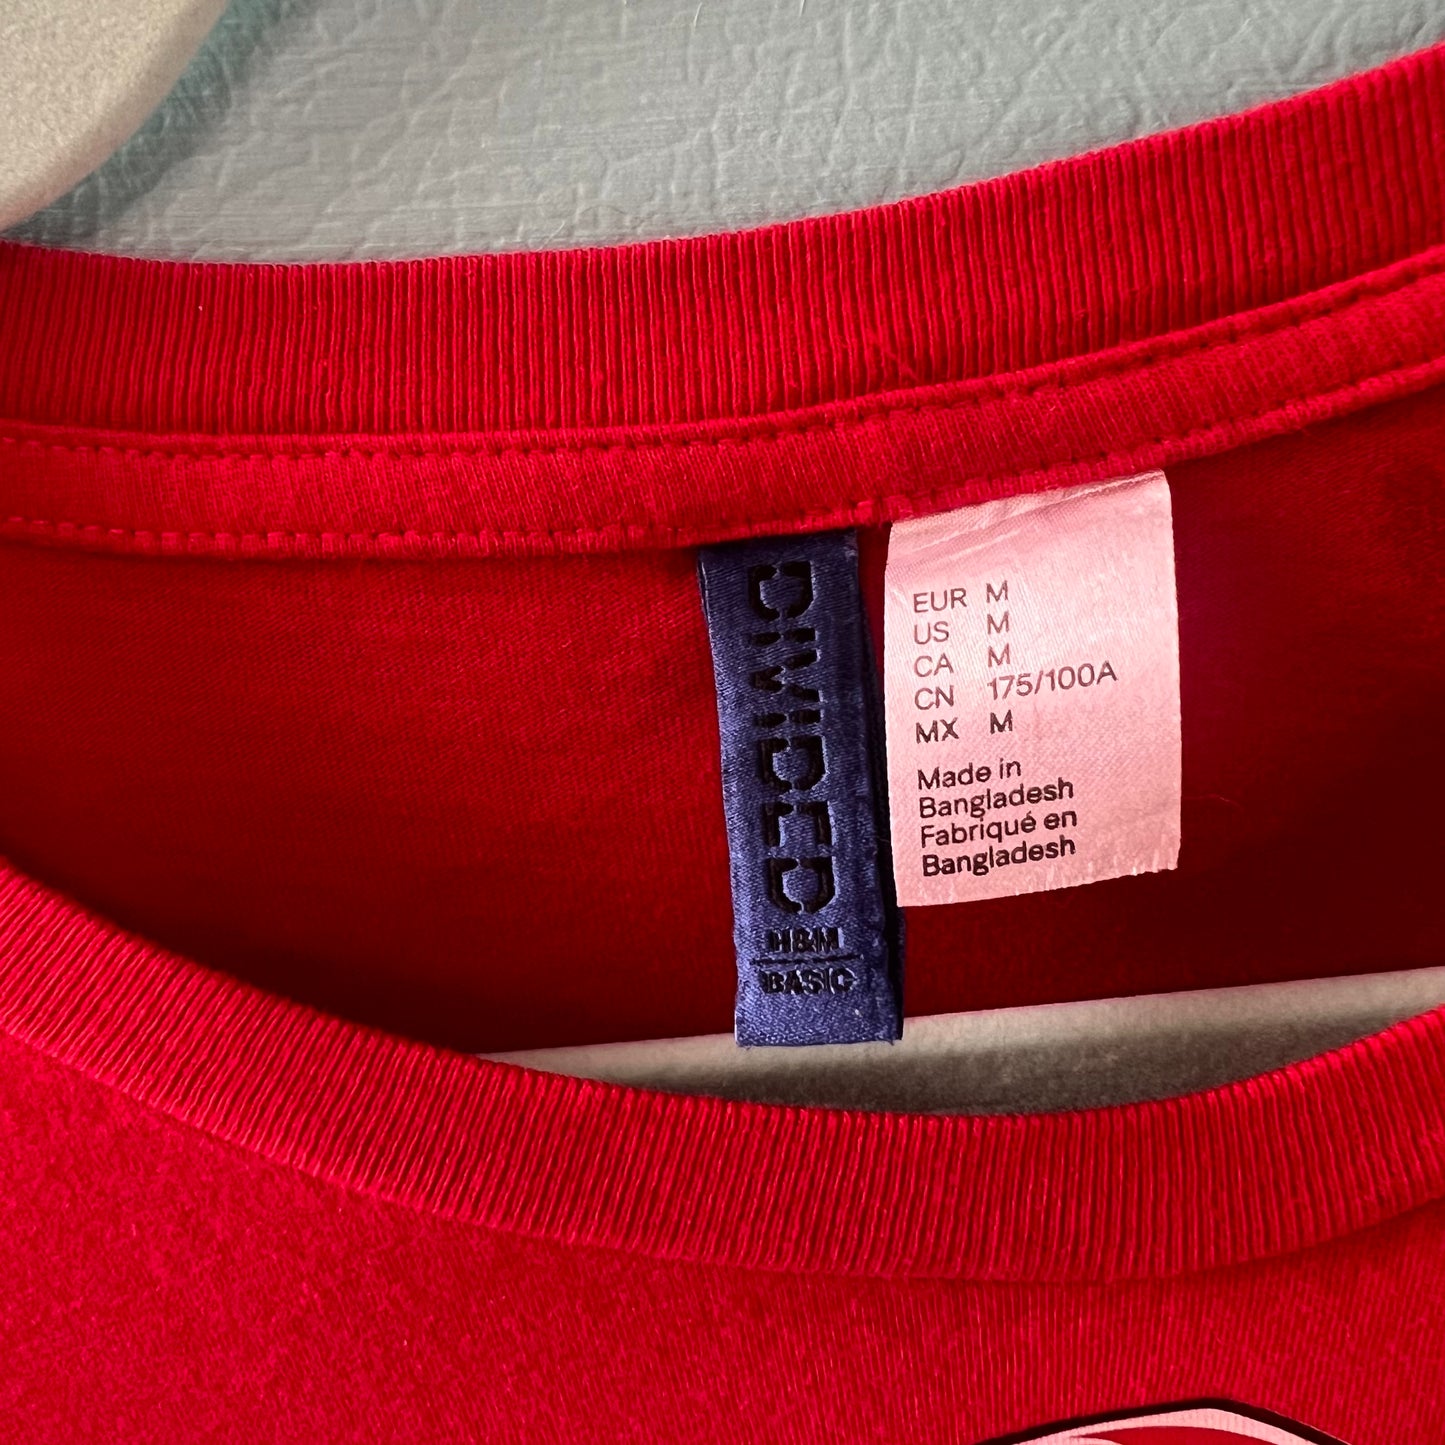 DIVIDED
H&M
BASIC
EUR M
US M
CA M
CN 175/100A
MX M
Made in
Bangladesh
Fabriqué en
Bangladesh